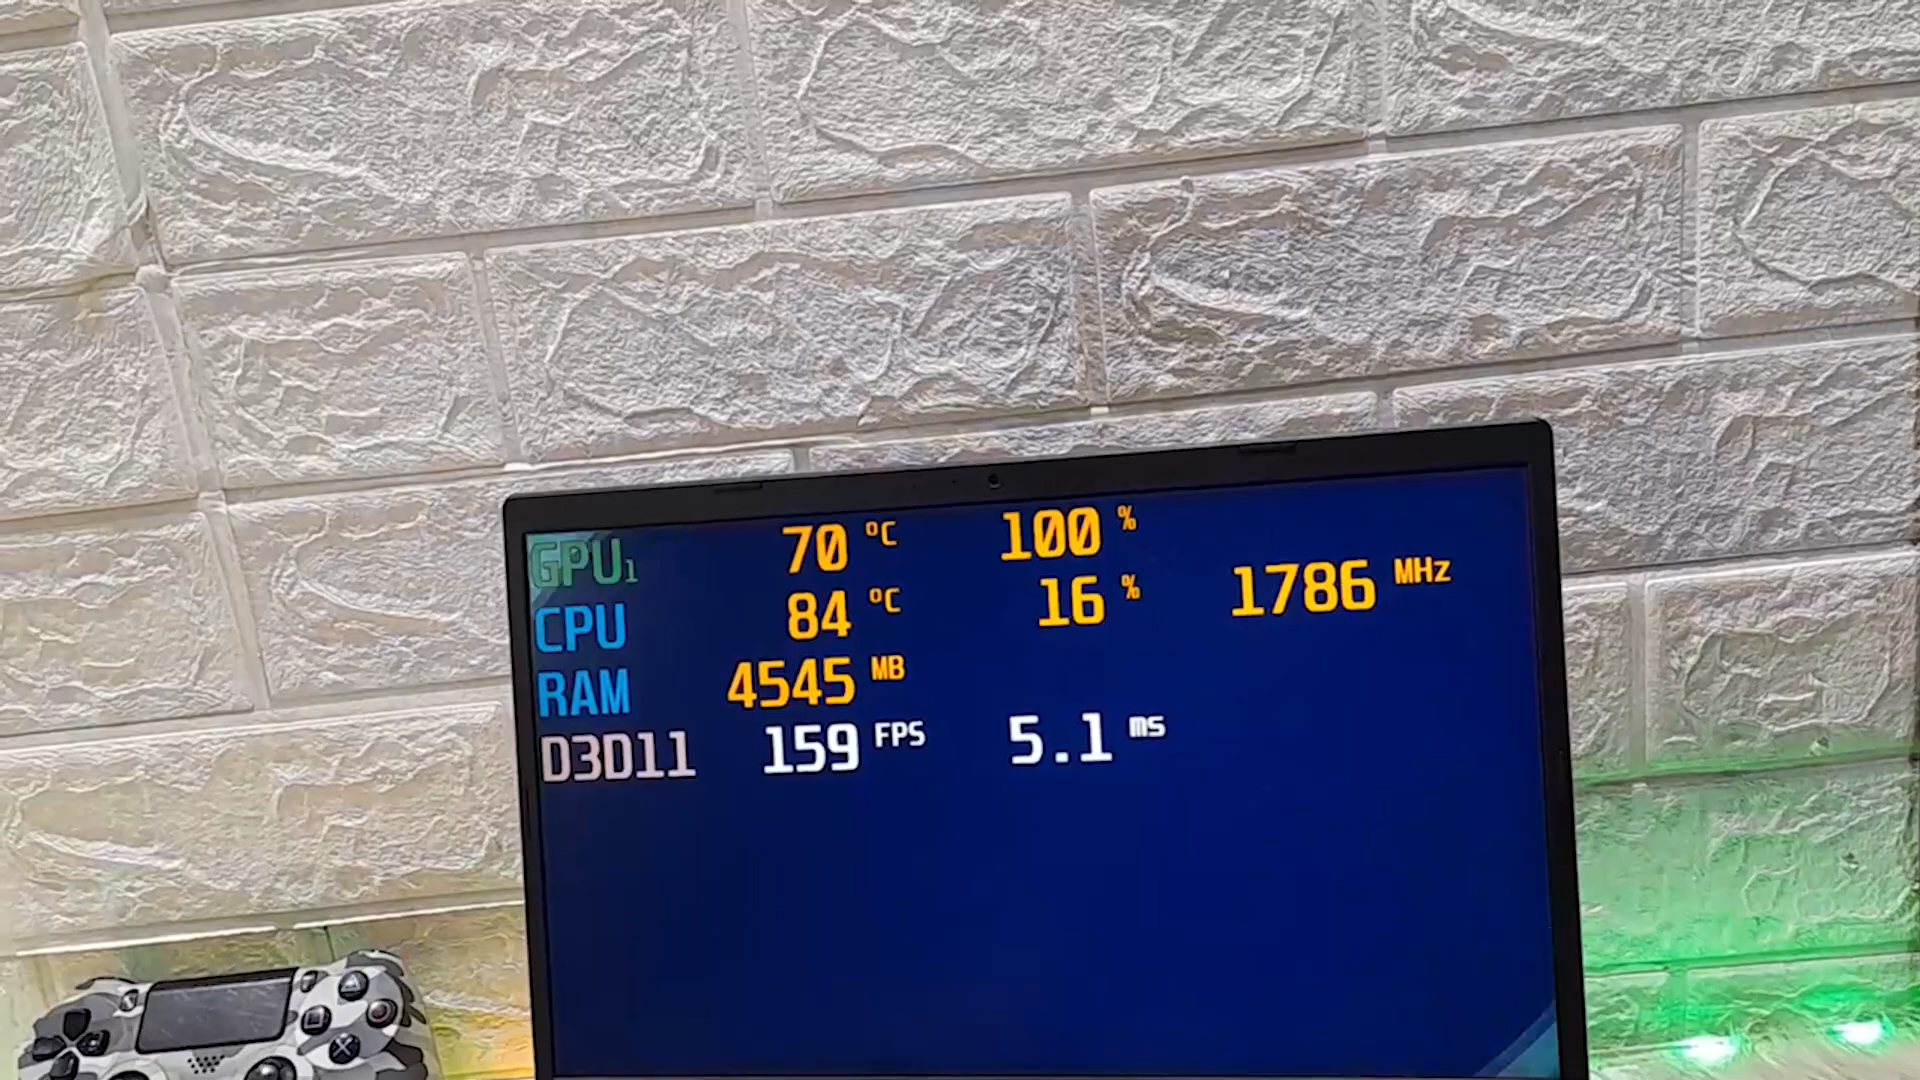 GPU1 70 °C 100 %
CPU 84 °C 16 % 1786 MHz
RAM 4545 MB
D3D11 159 FPS 5.1 ms